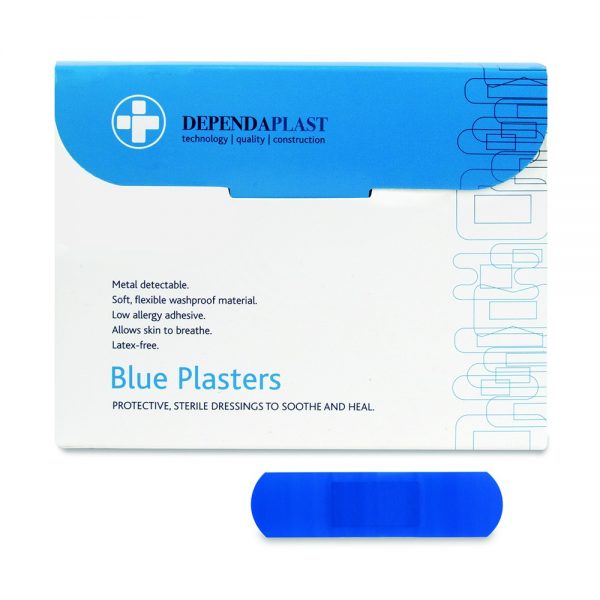 DEPENDAPLAST
technology | quality | construction
Metal detectable.
Soft, flexible washproof material.
Low allergy adhesive.
Allows skin to breathe.
Latex-free.
Blue Plasters
PROTECTIVE, STERILE DRESSINGS TO SOOTHE AND HEAL.